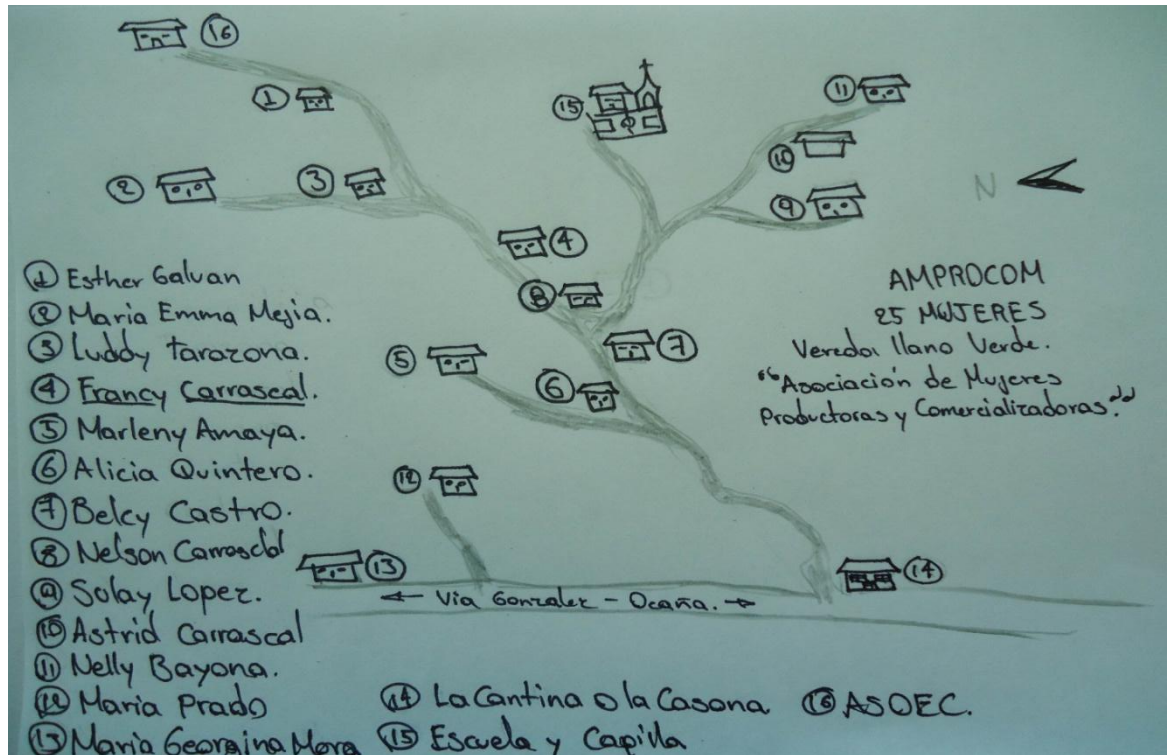 16
1
15
11
10
2
3
9
N
4
8
AMPROCOM
25 MUJERES
Vereda llano Verde.
"Asociación de Mujeres
Productoras y Comercializadoras."
7
5
6
12
13
14
← Via Gonzalez - Ocaña. →
1 Esther Galvan
2 Maria Emma Mejia.
3 Luddy Tarazona.
4 Francy Carrascal.
5 Marleny Amaya.
6 Alicia Quintero.
7 Belcy Castro.
8 Nelson Carrascal
9 Solay Lopez.
10 Astrid Carrascal
11 Nelly Bayona.
12 Maria Prado
13 Maria Georgina Mora
14 La Cantina o la Casona
15 Escuela y Capilla
16 ASOEC.